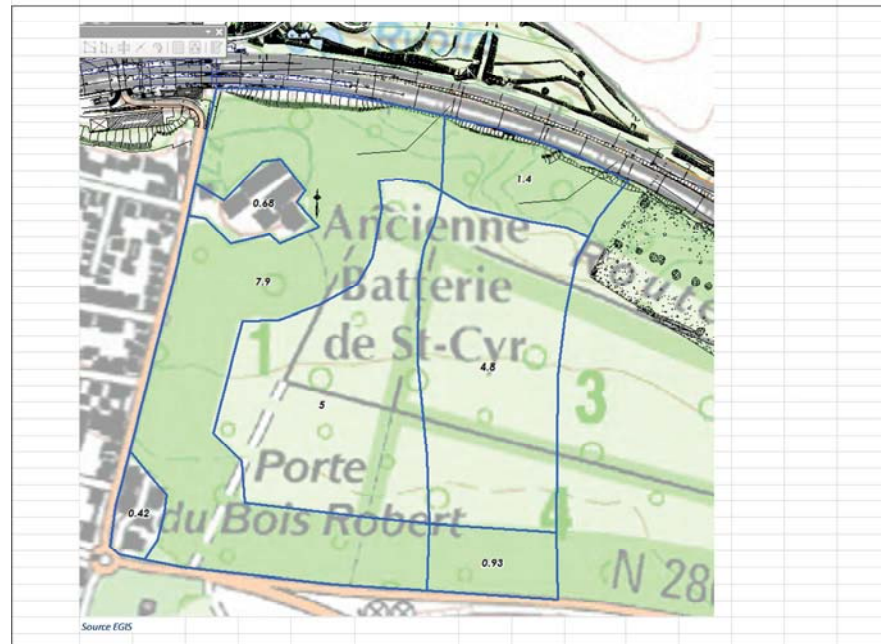 1.4
0.68
Ancienne
7.9
Batterie
Route
de St-Cyr
1
4.8
3
5
Porte
4
0.42
du Bois Robert
0.93
N 28
Source EGIS